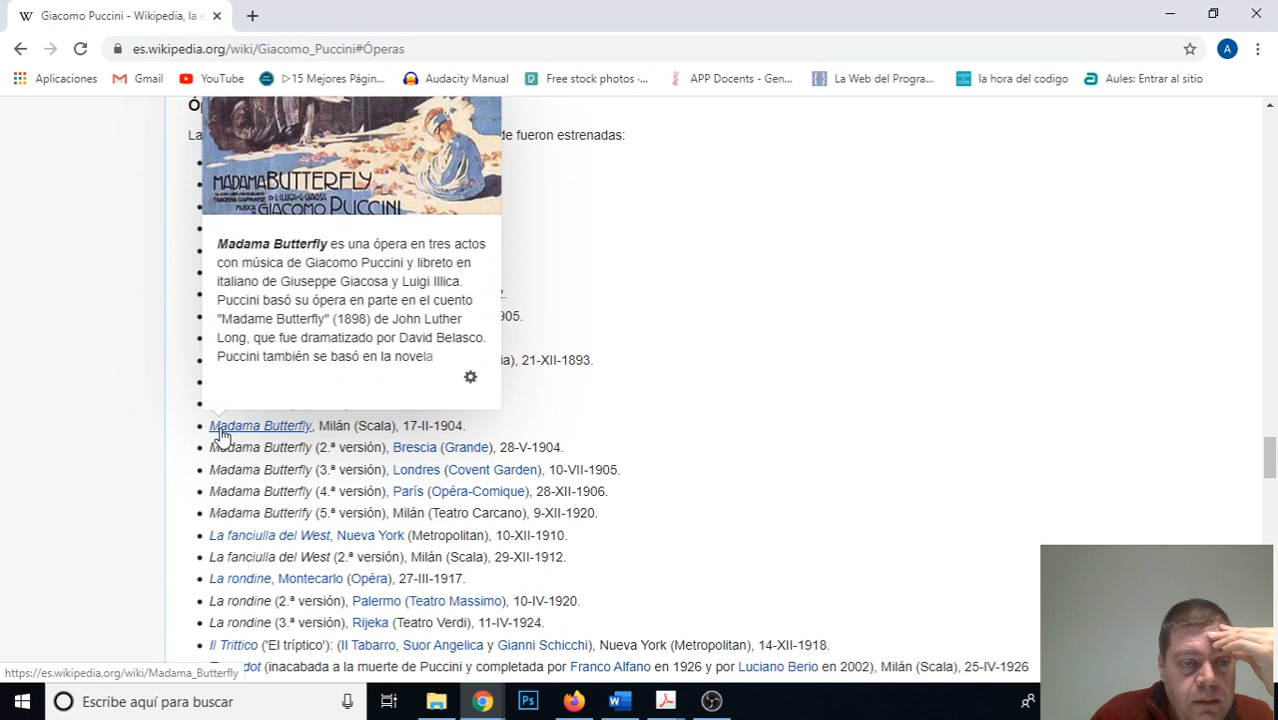 Giacomo Puccini - Wikipedia, la e
es.wikipedia.org/wiki/Giacomo_Puccini#Óperas
A
Aplicaciones
Gmail
YouTube
▷15 Mejores Págin...
Audacity Manual
Free stock photos ·...
APP Docents - Gen...
La Web del Progra...
la hora del codigo
Aules: Entrar al sitio
La
de fueron estrenadas:
MADAMA BUTTERFLY
GIACOMO PUCCINI
Madama Butterfly es una ópera en tres actos
con música de Giacomo Puccini y libreto en
italiano de Giuseppe Giacosa y Luigi Illica.
Puccini basó su ópera en parte en el cuento
"Madame Butterfly" (1898) de John Luther
Long, que fue dramatizado por David Belasco.
Puccini también se basó en la novela
905.
a), 21-XII-1893.
• Madama Butterfly, Milán (Scala), 17-II-1904.
• Madama Butterfly (2.ª versión), Brescia (Grande), 28-V-1904.
• Madama Butterfly (3.ª versión), Londres (Covent Garden), 10-VII-1905.
• Madama Butterfly (4.ª versión), París (Opéra-Comique), 28-XII-1906.
• Madama Butterlfy (5.ª versión), Milán (Teatro Carcano), 9-XII-1920.
• La fanciulla del West, Nueva York (Metropolitan), 10-XII-1910.
• La fanciulla del West (2.ª versión), Milán (Scala), 29-XII-1912.
• La rondine, Montecarlo (Opéra), 27-III-1917.
• La rondine (2.ª versión), Palermo (Teatro Massimo), 10-IV-1920.
• La rondine (3.ª versión), Rijeka (Teatro Verdi), 11-IV-1924.
• Il Trittico ('El tríptico'): (Il Tabarro, Suor Angelica y Gianni Schicchi), Nueva York (Metropolitan), 14-XII-1918.
dot (inacabada a la muerte de Puccini y completada por Franco Alfano en 1926 y por Luciano Berio en 2002), Milán (Scala), 25-IV-1926
https://es.wikipedia.org/wiki/Madama_Butterfly
Escribe aquí para buscar
Ps